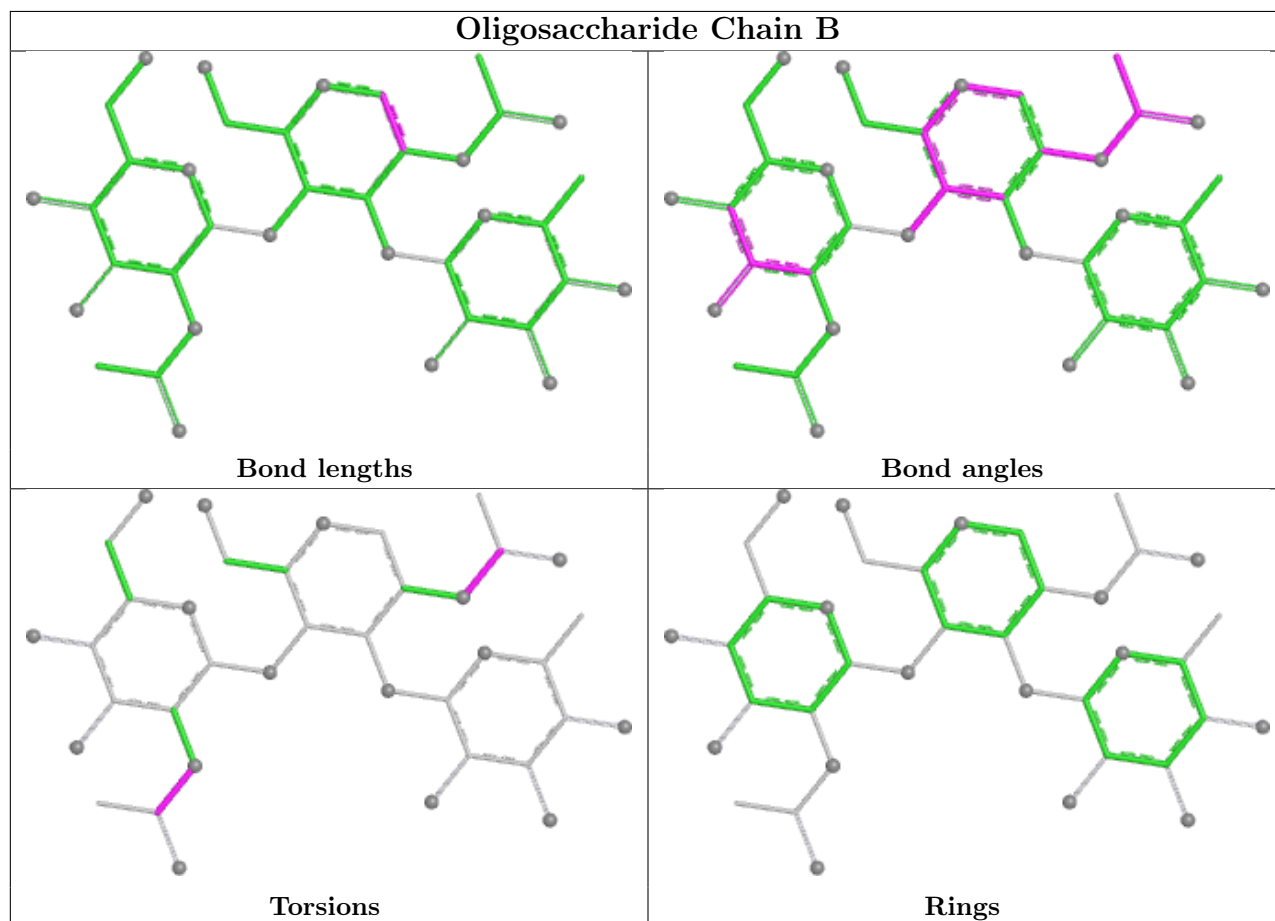 Oligosaccharide Chain B
Bond lengths
Bond angles
Torsions
Rings